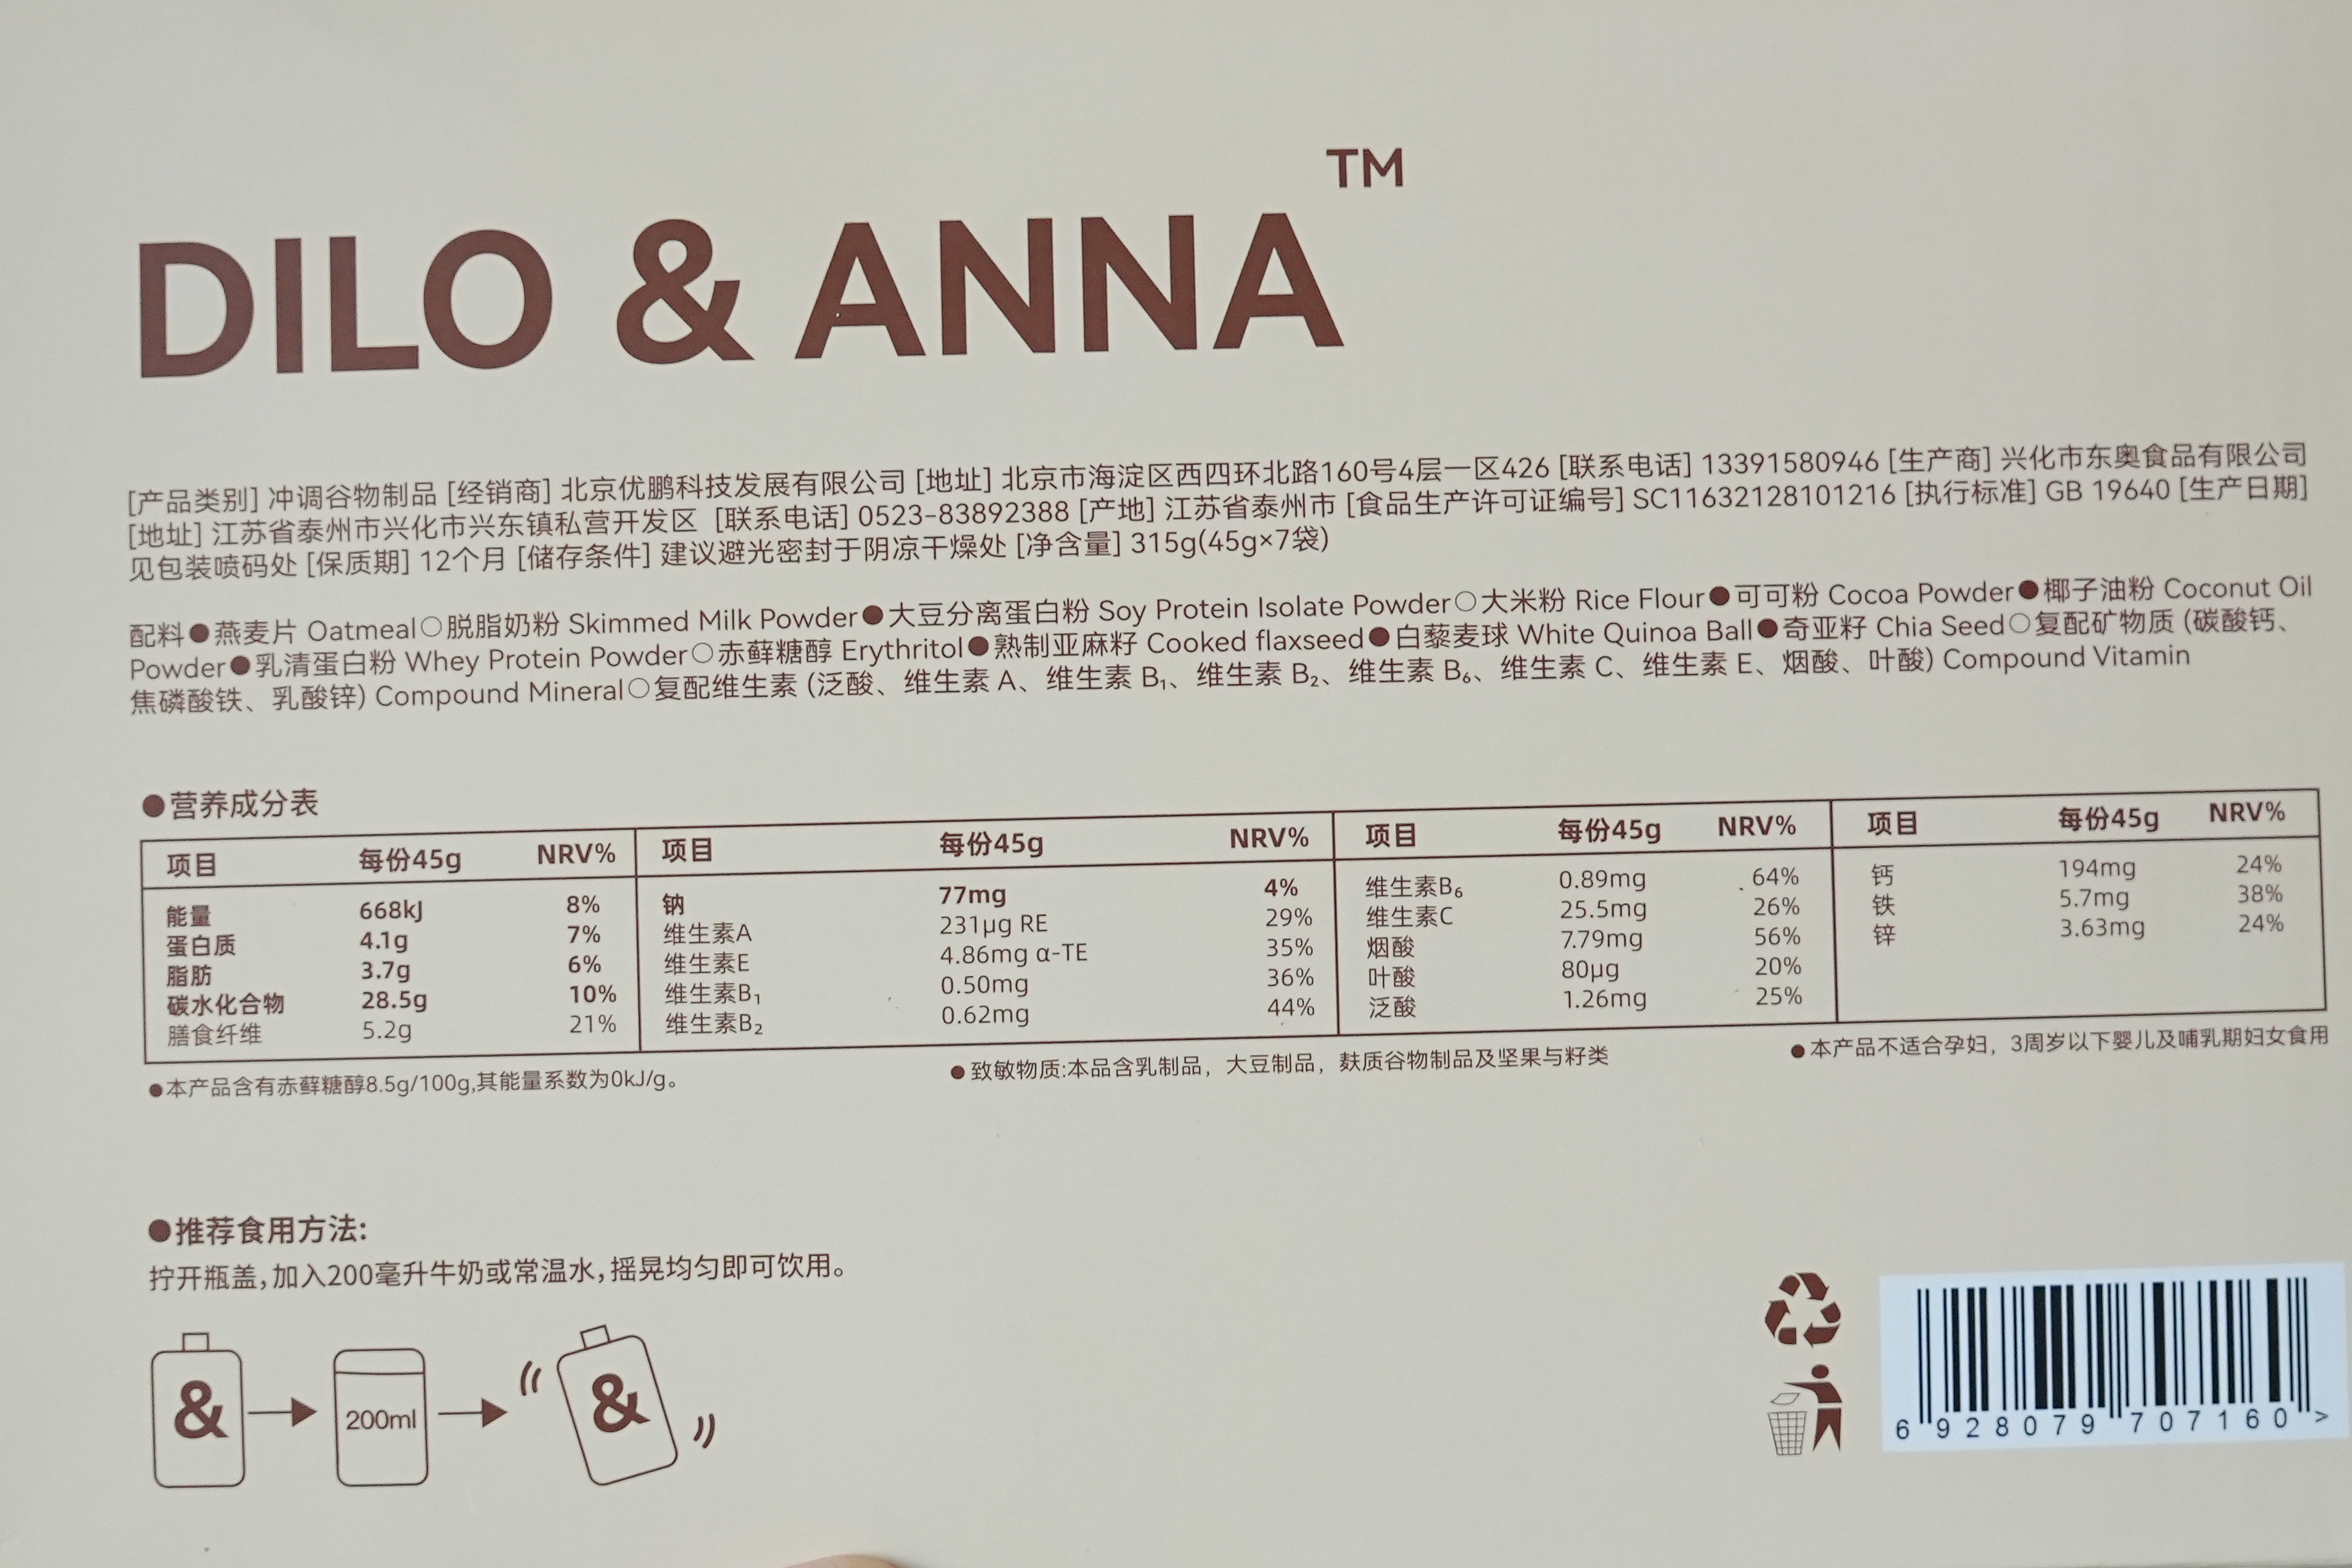 DILO & ANNA™
[产品类别] 冲调谷物制品 [经销商] 北京优鹏科技发展有限公司 [地址] 北京市海淀区西四环北路160号4层一区426 [联系电话] 13391580946 [生产商] 兴化市东奥食品有限公司
[地址] 江苏省泰州市兴化市兴东镇私营开发区 [联系电话] 0523-83892388 [产地] 江苏省泰州市 [食品生产许可证编号] SC11632128101216 [执行标准] GB 19640 [生产日期]
见包装喷码处 [保质期] 12个月 [储存条件] 建议避光密封于阴凉干燥处 [净含量] 315g(45g×7袋)
配料●燕麦片 Oatmeal○脱脂奶粉 Skimmed Milk Powder●大豆分离蛋白粉 Soy Protein Isolate Powder○大米粉 Rice Flour●可可粉 Cocoa Powder●椰子油粉 Coconut Oil
Powder●乳清蛋白粉 Whey Protein Powder○赤藓糖醇 Erythritol●熟制亚麻籽 Cooked flaxseed●白藜麦球 White Quinoa Ball●奇亚籽 Chia Seed○复配矿物质 (碳酸钙、
焦磷酸铁、乳酸锌) Compound Mineral○复配维生素 (泛酸、维生素 A、维生素 B₁、维生素 B₂、维生素 B₆、维生素 C、维生素 E、烟酸、叶酸) Compound Vitamin
●营养成分表
项目 每份45g NRV% 项目 每份45g NRV% 项目 每份45g NRV% 项目 每份45g NRV%
能量 668kJ 8% 钠 77mg 4% 维生素B₆ 0.89mg 64% 钙 194mg 24%
蛋白质 4.1g 7% 维生素A 231μg RE 29% 维生素C 25.5mg 26% 铁 5.7mg 38%
脂肪 3.7g 6% 维生素E 4.86mg α-TE 35% 烟酸 7.79mg 56% 锌 3.63mg 24%
碳水化合物 28.5g 10% 维生素B₁ 0.50mg 36% 叶酸 80μg 20%
膳食纤维 5.2g 21% 维生素B₂ 0.62mg 44% 泛酸 1.26mg 25%
●本产品含有赤藓糖醇8.5g/100g,其能量系数为0kJ/g。 ●致敏物质:本品含乳制品，大豆制品，麸质谷物制品及坚果与籽类 ●本产品不适合孕妇，3周岁以下婴儿及哺乳期妇女食用
●推荐食用方法:
拧开瓶盖,加入200毫升牛奶或常温水,摇晃均匀即可饮用。
& 200ml &
6 928079 707160 >